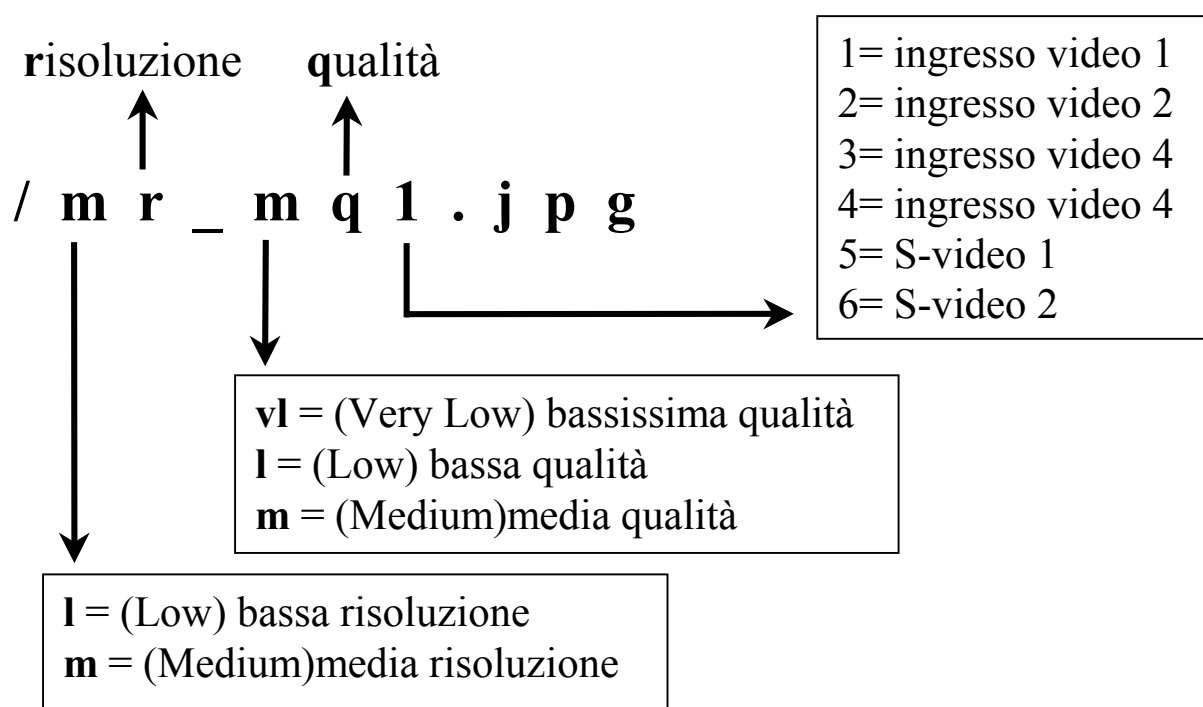 risoluzione qualità
/ m r _ m q 1 . j p g
1= ingresso video 1
2= ingresso video 2
3= ingresso video 4
4= ingresso video 4
5= S-video 1
6= S-video 2
vl = (Very Low) bassissima qualità
l = (Low) bassa qualità
m = (Medium)media qualità
l = (Low) bassa risoluzione
m = (Medium)media risoluzione